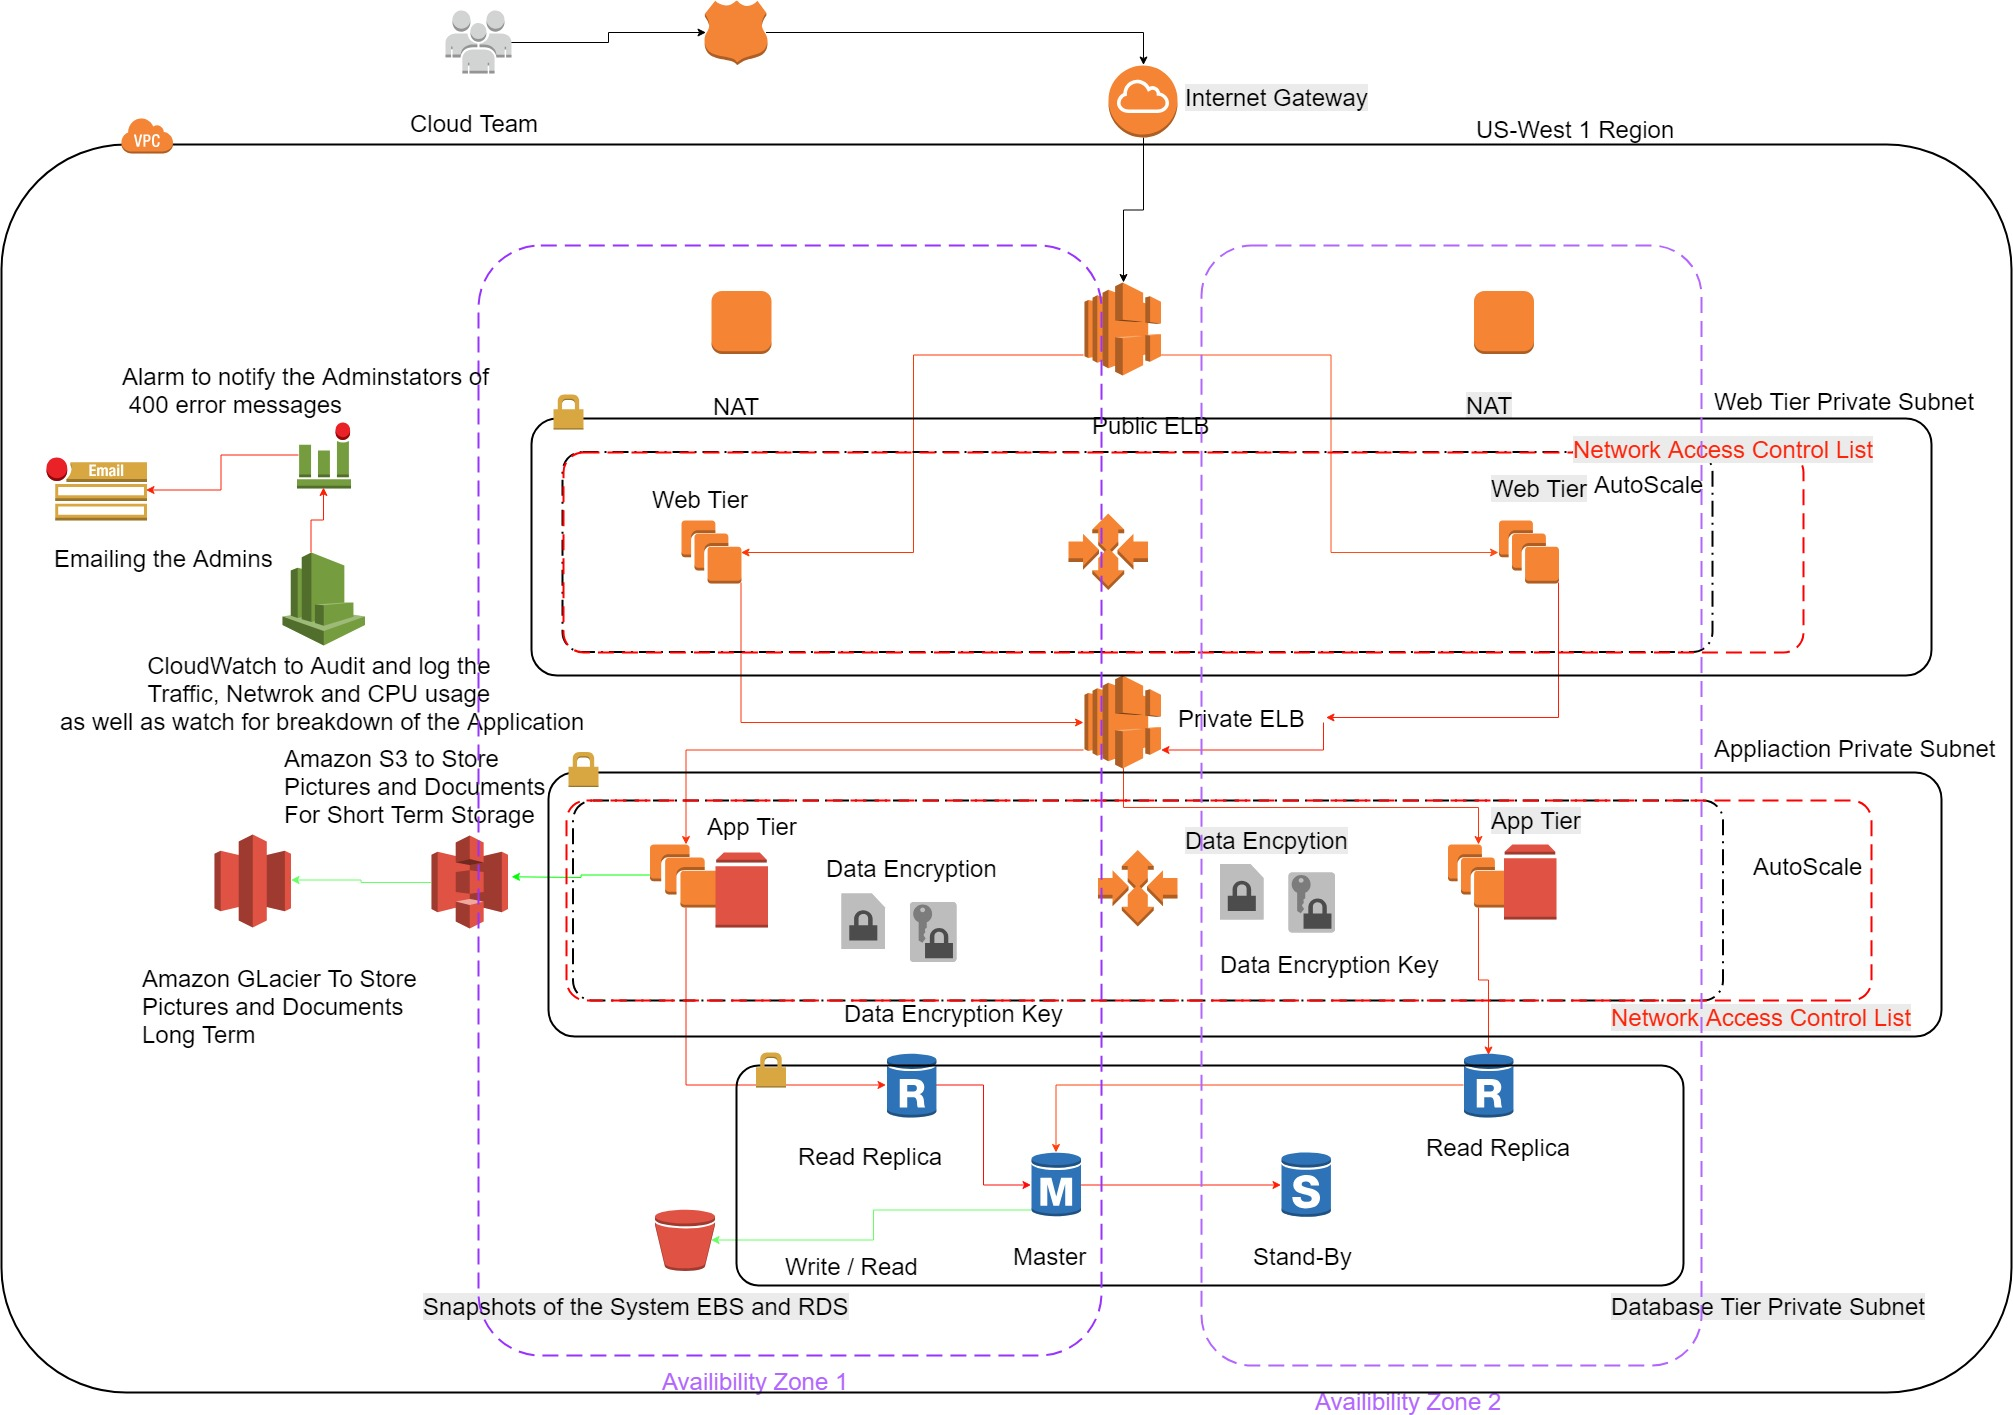 Internet Gateway
Cloud Team
US-West 1 Region
VPC
Alarm to notify the Adminstators of
400 error messages
NAT
NAT
Web Tier Private Subnet
Public ELB
Network Access Control List
Email
Web Tier
Web Tier
AutoScale
Emailing the Admins
CloudWatch to Audit and log the
Traffic, Netwrok and CPU usage
as well as watch for breakdown of the Application
Private ELB
Appliaction Private Subnet
Amazon S3 to Store
Pictures and Documents
For Short Term Storage
App Tier
App Tier
Data Encpytion
Data Encryption
AutoScale
Data Encryption Key
Amazon GLacier To Store
Pictures and Documents
Long Term
Data Encryption Key
Network Access Control List
R
R
Read Replica
Read Replica
M
S
Master
Stand-By
Write / Read
Snapshots of the System EBS and RDS
Database Tier Private Subnet
Availibility Zone 1
Availibility Zone 2